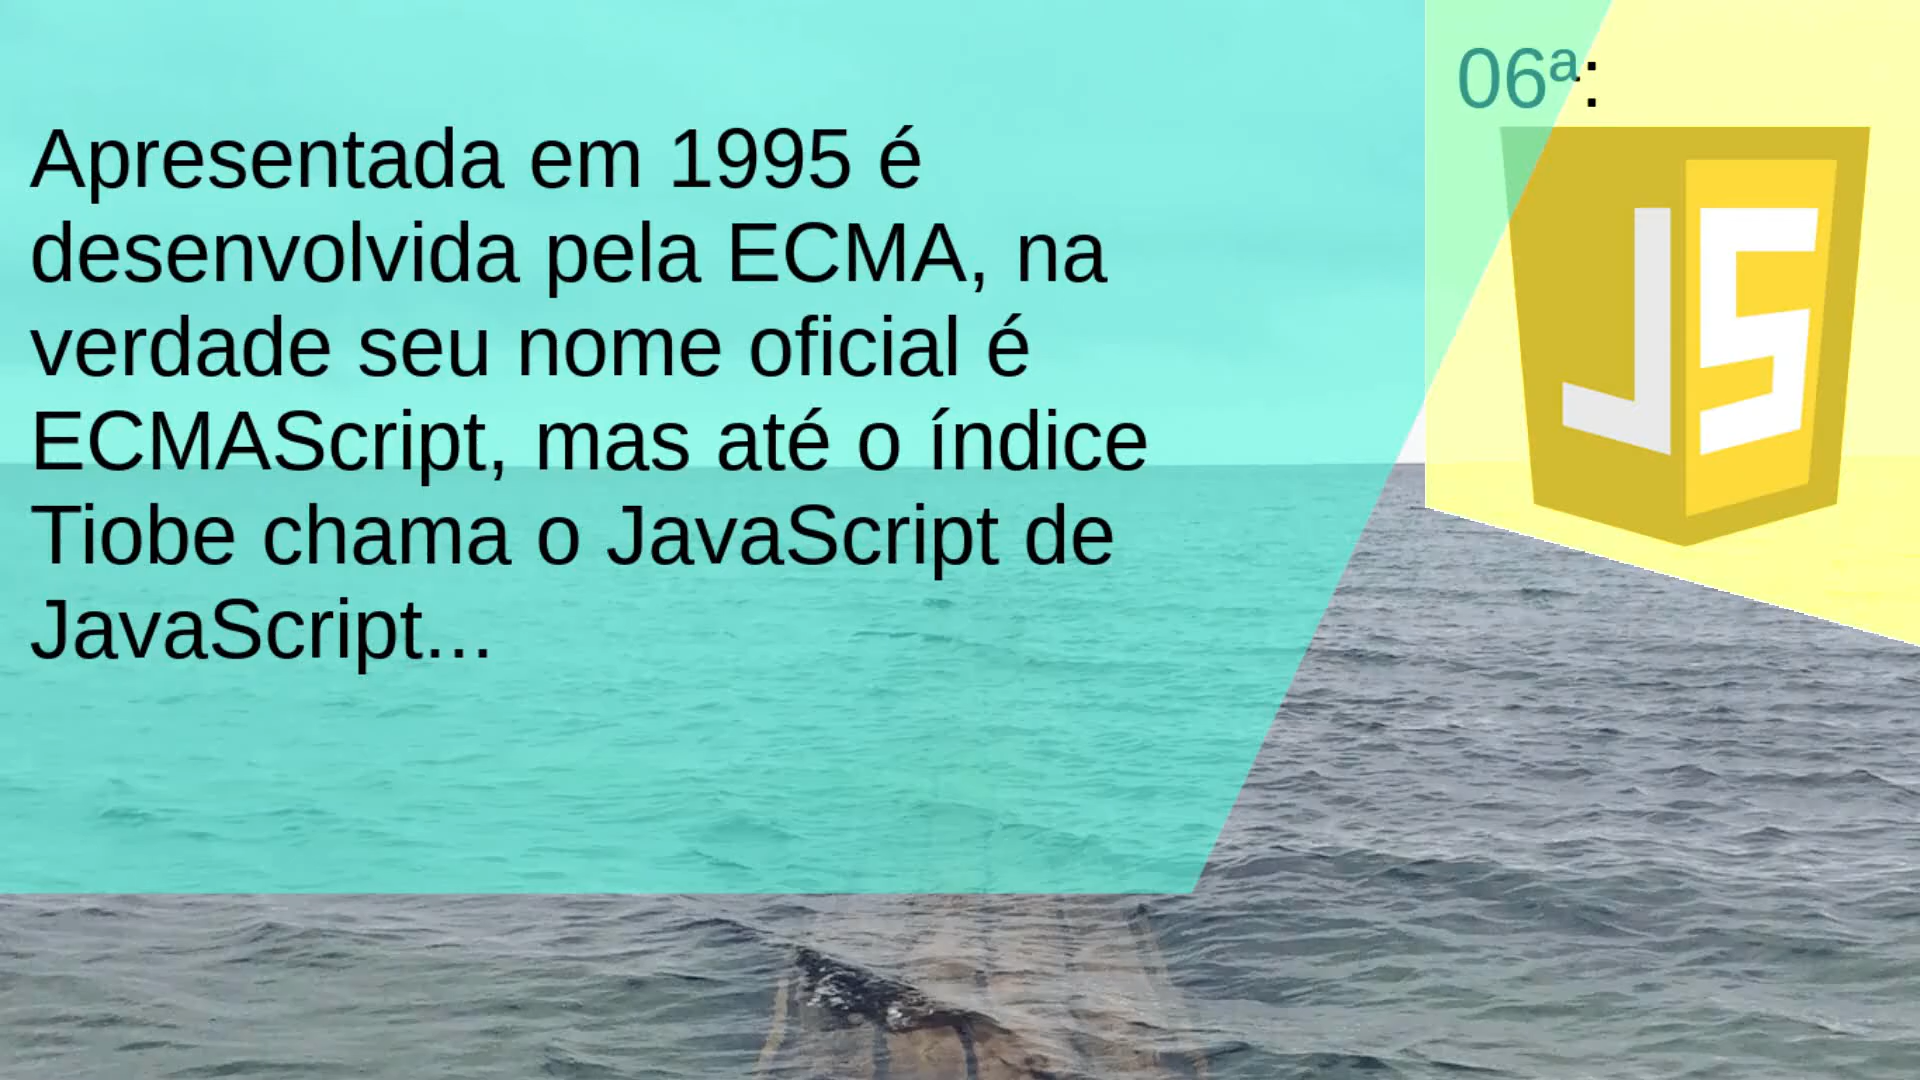 06ª:
Apresentada em 1995 é
desenvolvida pela ECMA, na
verdade seu nome oficial é
ECMAScript, mas até o índice
Tiobe chama o JavaScript de
JavaScript...
JS